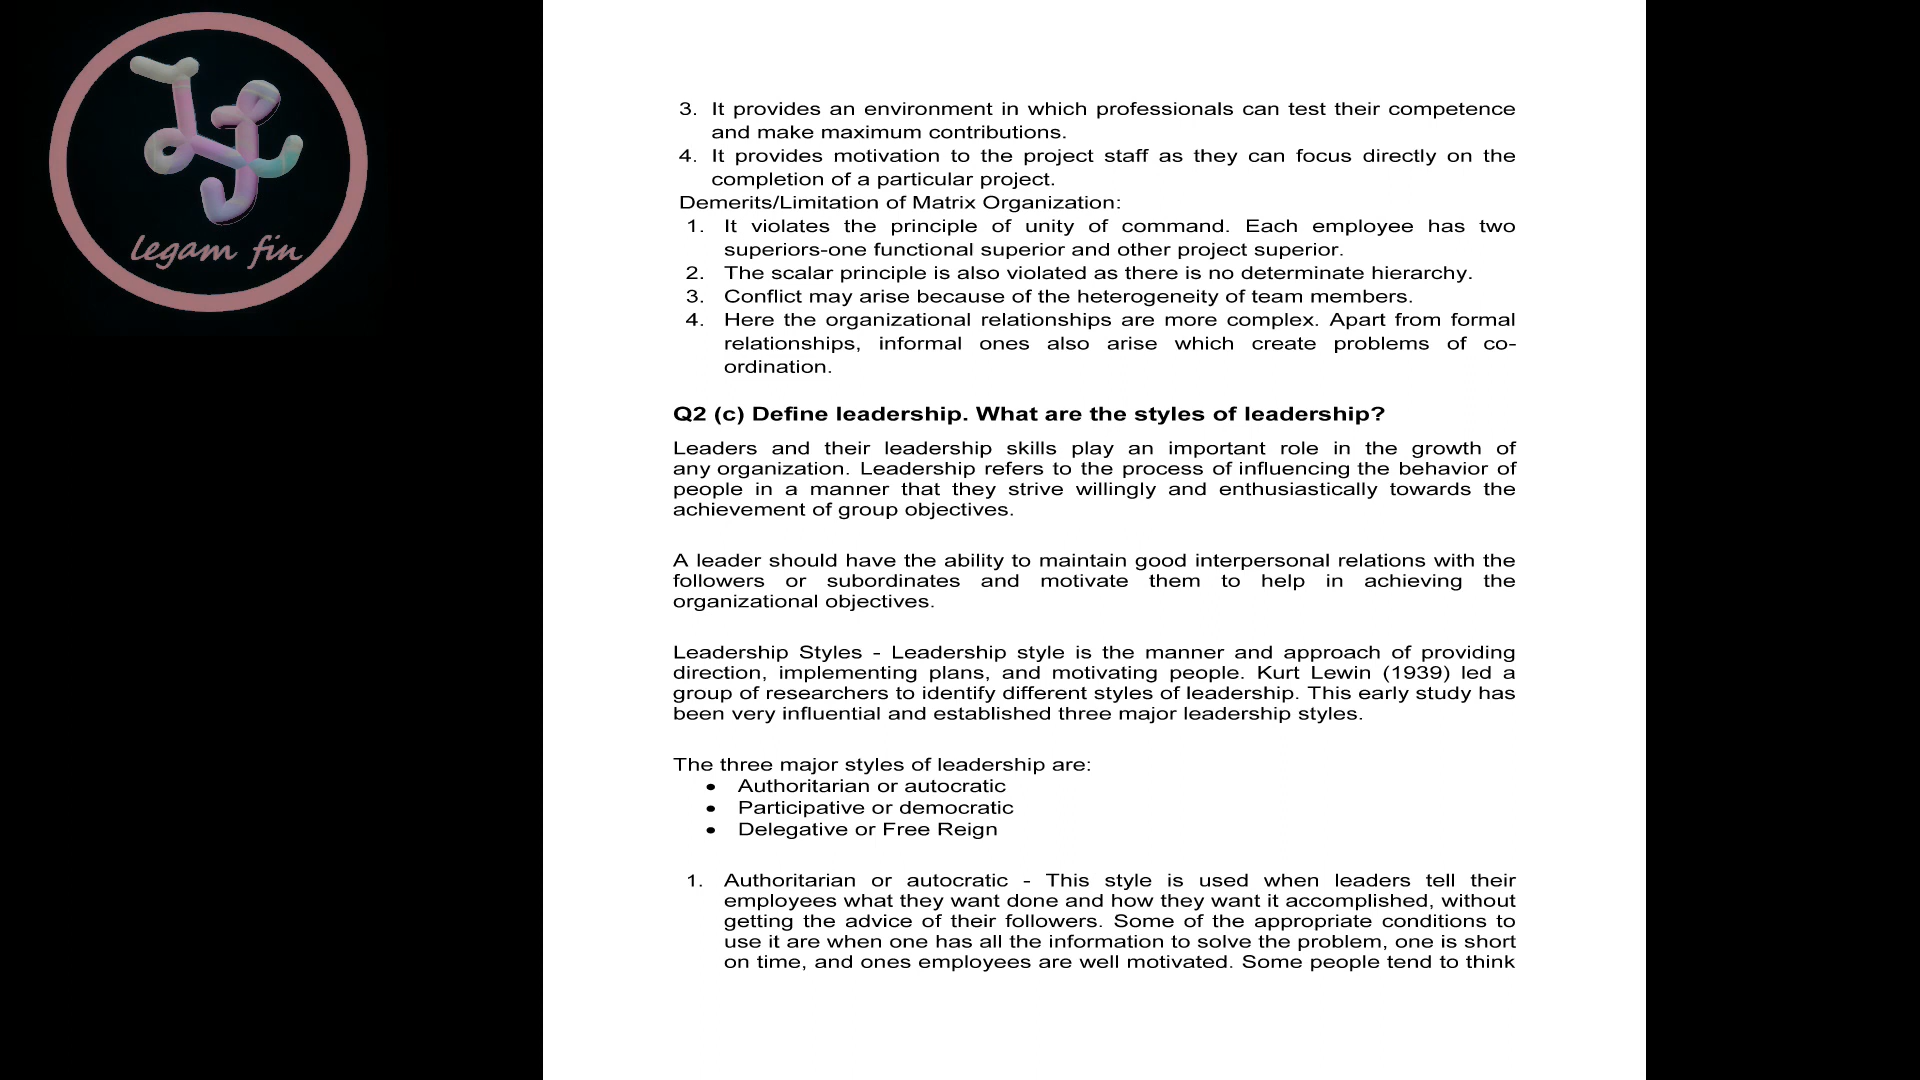 legam fin
3. It provides an environment in which professionals can test their competence
and make maximum contributions.
4. It provides motivation to the project staff as they can focus directly on the
completion of a particular project.
Demerits/Limitation of Matrix Organization:
1. It violates the principle of unity of command. Each employee has two
superiors-one functional superior and other project superior.
2. The scalar principle is also violated as there is no determinate hierarchy.
3. Conflict may arise because of the heterogeneity of team members.
4. Here the organizational relationships are more complex. Apart from formal
relationships, informal ones also arise which create problems of co-
ordination.
Q2 (c) Define leadership. What are the styles of leadership?
Leaders and their leadership skills play an important role in the growth of
any organization. Leadership refers to the process of influencing the behavior of
people in a manner that they strive willingly and enthusiastically towards the
achievement of group objectives.
A leader should have the ability to maintain good interpersonal relations with the
followers or subordinates and motivate them to help in achieving the
organizational objectives.
Leadership Styles - Leadership style is the manner and approach of providing
direction, implementing plans, and motivating people. Kurt Lewin (1939) led a
group of researchers to identify different styles of leadership. This early study has
been very influential and established three major leadership styles.
The three major styles of leadership are:
• Authoritarian or autocratic
• Participative or democratic
• Delegative or Free Reign
1. Authoritarian or autocratic - This style is used when leaders tell their
employees what they want done and how they want it accomplished, without
getting the advice of their followers. Some of the appropriate conditions to
use it are when one has all the information to solve the problem, one is short
on time, and ones employees are well motivated. Some people tend to think